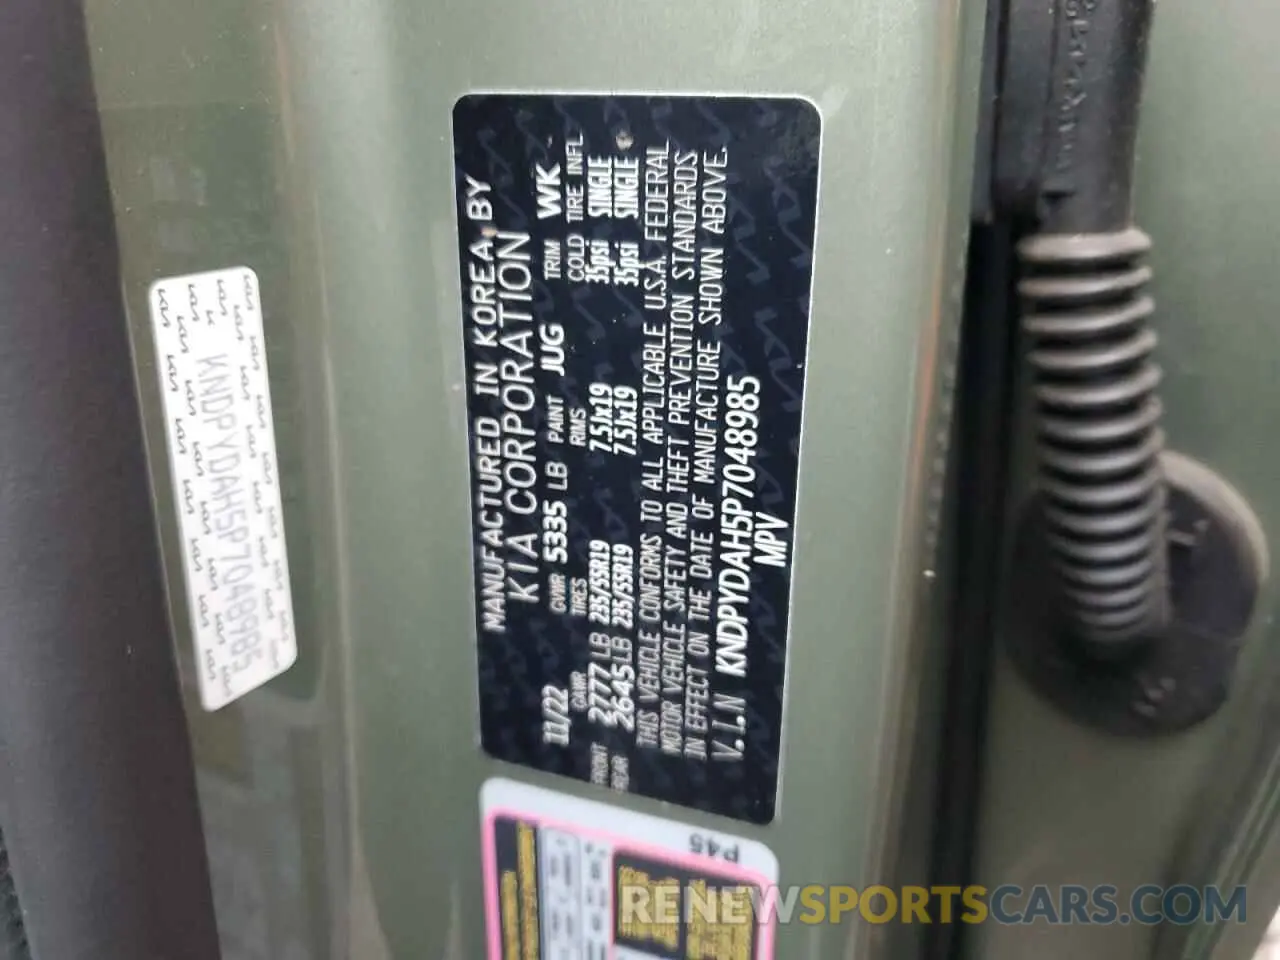 MANUFACTURED IN KOREA, BY
KIA CORPORATION
11/22 GVWR 5335 LB PAINT JUG TRIM WK
GAWR TIRES RIMS COLD TIRE INFL
FRONT 2777 LB 235/55R19 7.5Jx19 35psi SINGLE
REAR 2645 LB 235/55R19 7.5Jx19 35psi SINGLE
THIS VEHICLE CONFORMS TO ALL APPLICABLE U.S.A. FEDERAL
MOTOR VEHICLE SAFETY AND THEFT PREVENTION STANDARDS
IN EFFECT ON THE DATE OF MANUFACTURE SHOWN ABOVE.
V.I.N KNDPYDAH5P7048985
MPV
KNDPYDAH5P7048985
P45
RENEWSPORTSCARS.COM